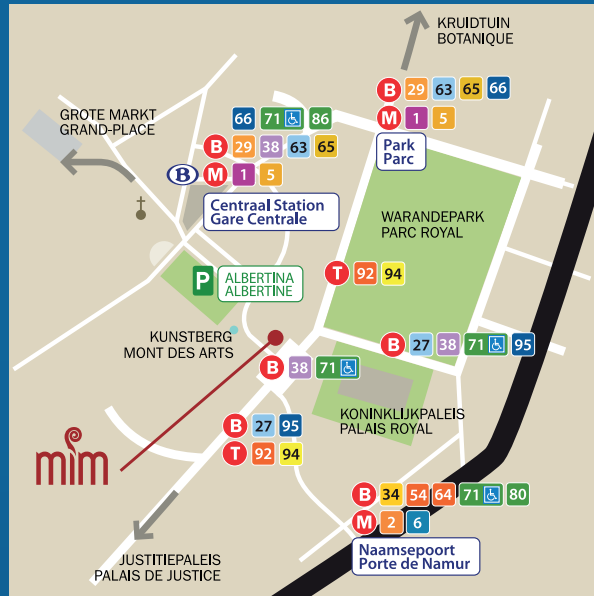 KRUIDTUIN
BOTANIQUE
B 29 63 65 66
M 1 5
Park
Parc
GROTE MARKT
GRAND-PLACE
66 71 86
B 29 38 63 65
B M 1 5
Centraal Station
Gare Centrale
WARANDEPARK
PARC ROYAL
T 92 94
P ALBERTINA
ALBERTINE
KUNSTBERG
MONT DES ARTS
B 27 38 71 95
B 38 71
KONINKLIJKPALEIS
PALAIS ROYAL
B 27 95
T 92 94
mim
B 34 54 64 71 80
M 2 6
Naamsepoort
Porte de Namur
JUSTITIEPALEIS
PALAIS DE JUSTICE